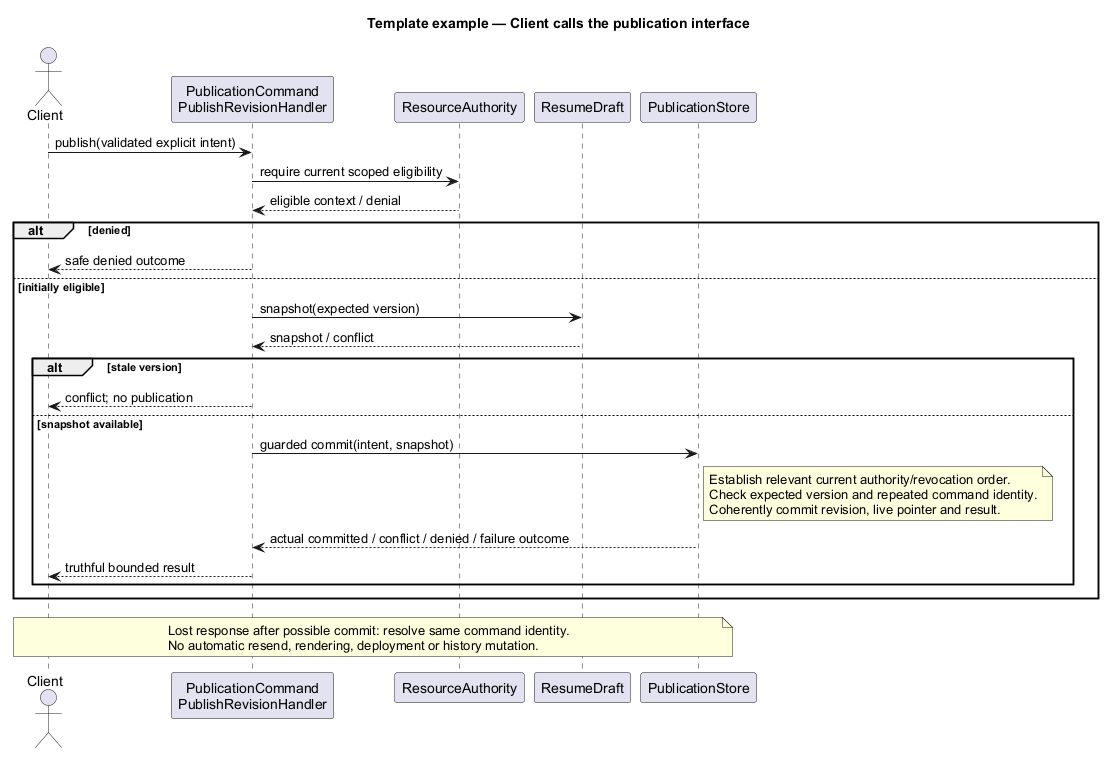 Template example — Client calls the publication interface
Client
PublicationCommand
PublishRevisionHandler
ResourceAuthority
ResumeDraft
PublicationStore
publish(validated explicit intent)
require current scoped eligibility
eligible context / denial
alt
[denied]
safe denied outcome
[initially eligible]
snapshot(expected version)
snapshot / conflict
alt
[stale version]
conflict; no publication
[snapshot available]
guarded commit(intent, snapshot)
Establish relevant current authority/revocation order.
Check expected version and repeated command identity.
Coherently commit revision, live pointer and result.
actual committed / conflict / denied / failure outcome
truthful bounded result
Lost response after possible commit: resolve same command identity.
No automatic resend, rendering, deployment or history mutation.
Client
PublicationCommand
PublishRevisionHandler
ResourceAuthority
ResumeDraft
PublicationStore